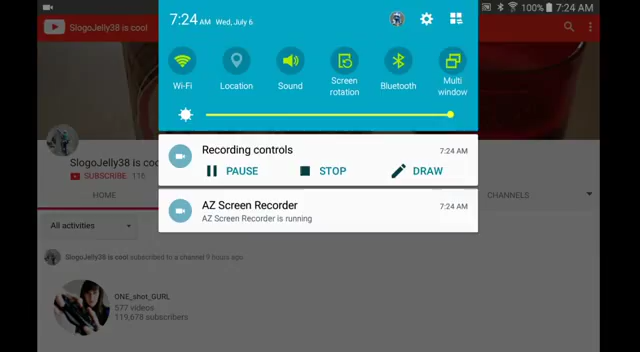 SlogoJelly38 is cool
7:24 AM Wed, July 6
100% 7:24 AM
Wi-Fi
Location
Sound
Screen rotation
Bluetooth
Multi window
Recording controls
7:24 AM
PAUSE
STOP
DRAW
AZ Screen Recorder
7:24 AM
AZ Screen Recorder is running
SlogoJelly38 is coo
SUBSCRIBE 116
HOME
CHANNELS
All activities
SlogoJelly38 is cool subscribed to a channel 9 hours ago
ONE_shot_GURL
577 videos
119,678 subscribers